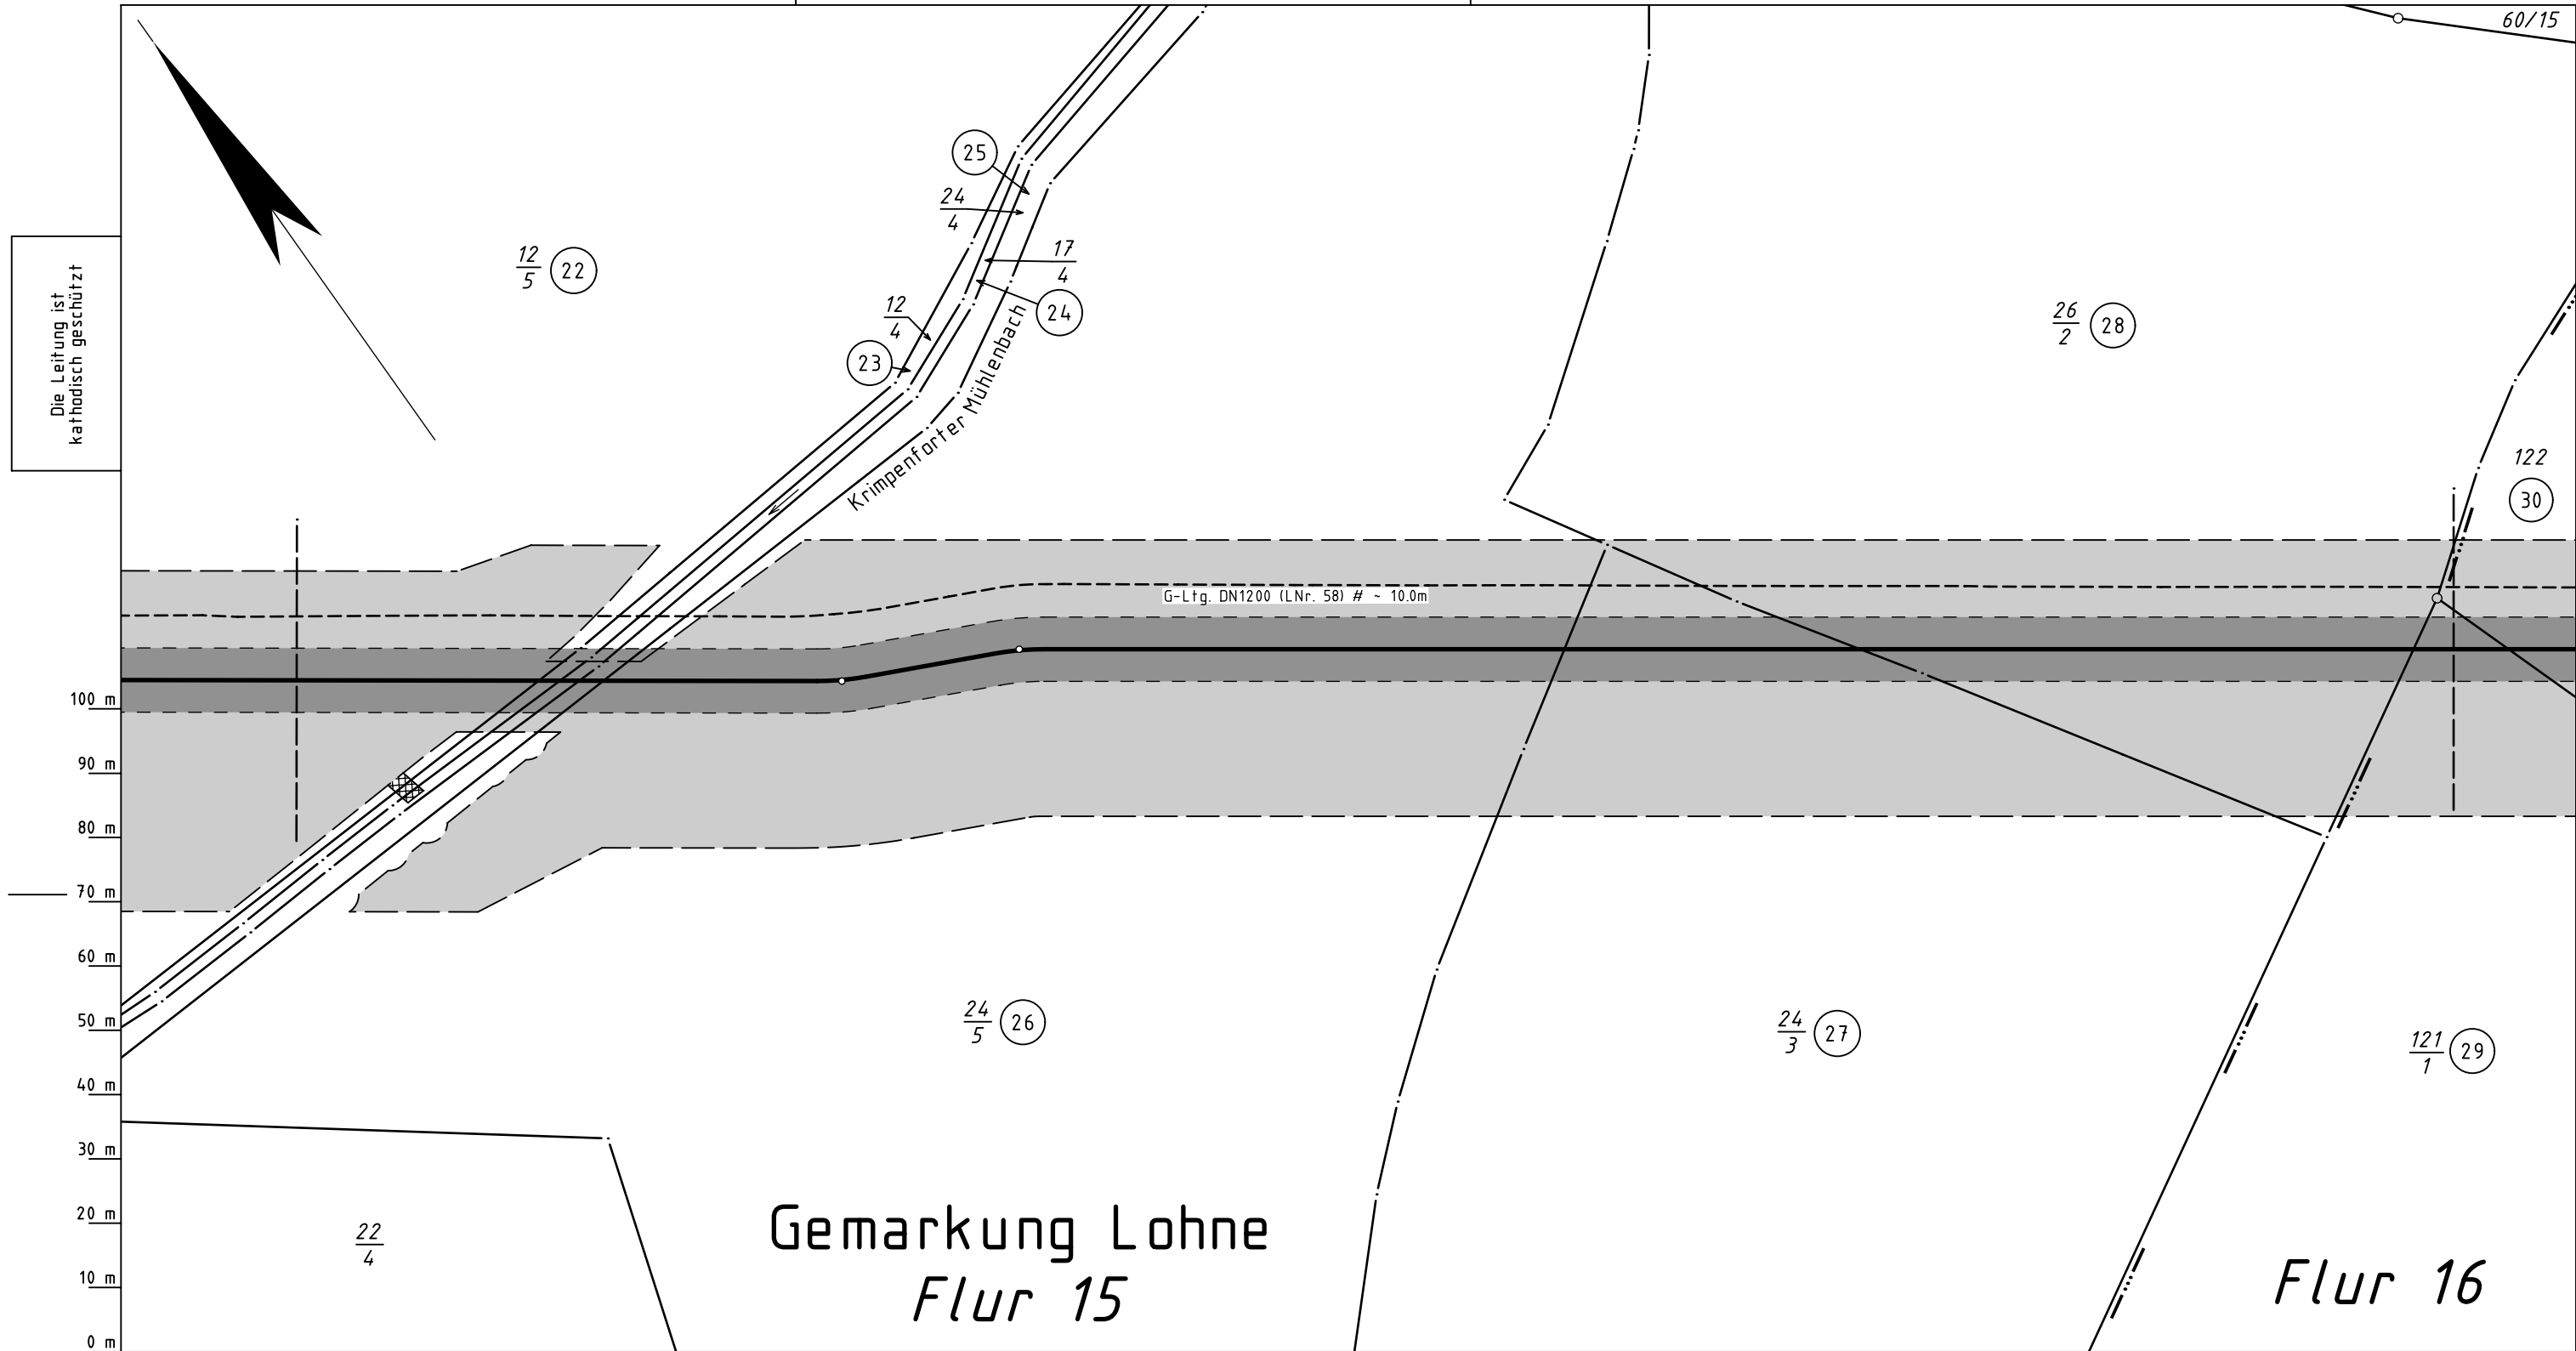 60/15
25
24
4
17
4
12
5
22
24
12
4
23
Krimpenforter Mühlenbach
26
2
28
Die Leitung ist
kathodisch geschützt
122
30
G-Ltg. DN1200 (LNr. 58) # ~ 10.0m
100 m
90 m
80 m
70 m
60 m
50 m
40 m
30 m
20 m
10 m
0 m
24
5
26
24
3
27
121
1
29
22
4
Gemarkung Lohne
Flur 15
Flur 16